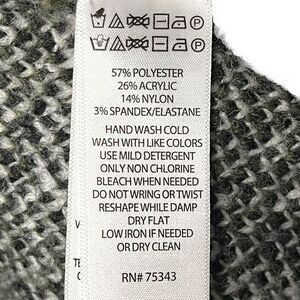 57% POLYESTER
26% ACRYLIC
14% NYLON
3% SPANDEX/ELASTANE
HAND WASH COLD
WASH WITH LIKE COLORS
USE MILD DETERGENT
ONLY NON CHLORINE
BLEACH WHEN NEEDED
DO NOT WRING OR TWIST
RESHAPE WHILE DAMP
DRY FLAT
LOW IRON IF NEEDED
OR DRY CLEAN
RN# 75343